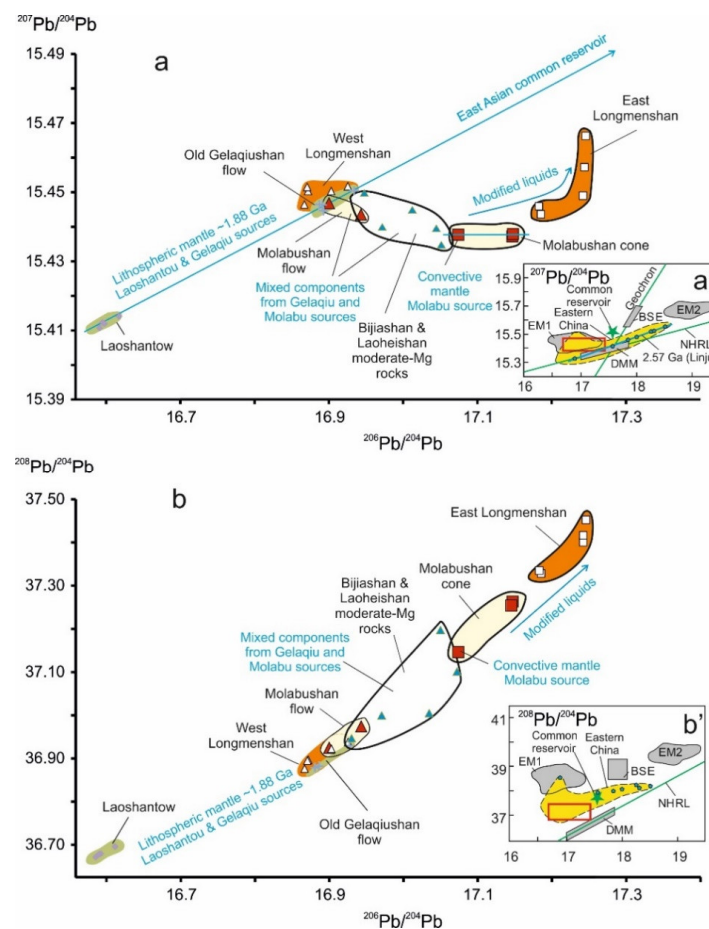 ²⁰⁷Pb/²⁰⁴Pb
15.49
a
East Asian common reservoir
East
Longmenshan
West
Longmenshan
Old Gelaqiushan
flow
15.47
15.45
Modified liquids
Lithospheric mantle ~1.88 Ga
Laoshantou & Gelaqiu sources
Molabushan
flow
Molabushan cone
15.43
Mixed components
from Gelaqiu and
Molabu sources
Convective
mantle
Molabu source
15.41
Laoshantow
Bijiashan &
Laoheishan
moderate-Mg
rocks
15.39
16.7
16.9
17.1
17.3
²⁰⁶Pb/²⁰⁴Pb
15.9
²⁰⁷Pb/²⁰⁴Pb
a
Common
reservoir
Geochron
15.7
Eastern
China
BSE
EM2
15.5
EM1
NHRL
15.3
DMM
2.57 Ga (Linju
16
17
18
19
²⁰⁸Pb/²⁰⁴Pb
37.50
b
East Longmenshan
37.30
Molabushan
cone
Bijiashan &
Laoheishan
moderate-Mg
rocks
Modified liquids
Mixed components
from Gelaqiu and
Molabu sources
37.10
Convective mantle
Molabu source
Molabushan
flow
West
Longmenshan
36.90
Lithospheric mantle ~1.88 Ga
Laoshantou & Gelaqiu sources
Laoshantow
Old Gelaqiushan
flow
36.70
16.7
16.9
17.1
17.3
²⁰⁶Pb/²⁰⁴Pb
41
²⁰⁸Pb/²⁰⁴Pb
b'
Common
reservoir
Eastern
China
EM2
39
EM1
BSE
NHRL
37
DMM
16
17
18
19